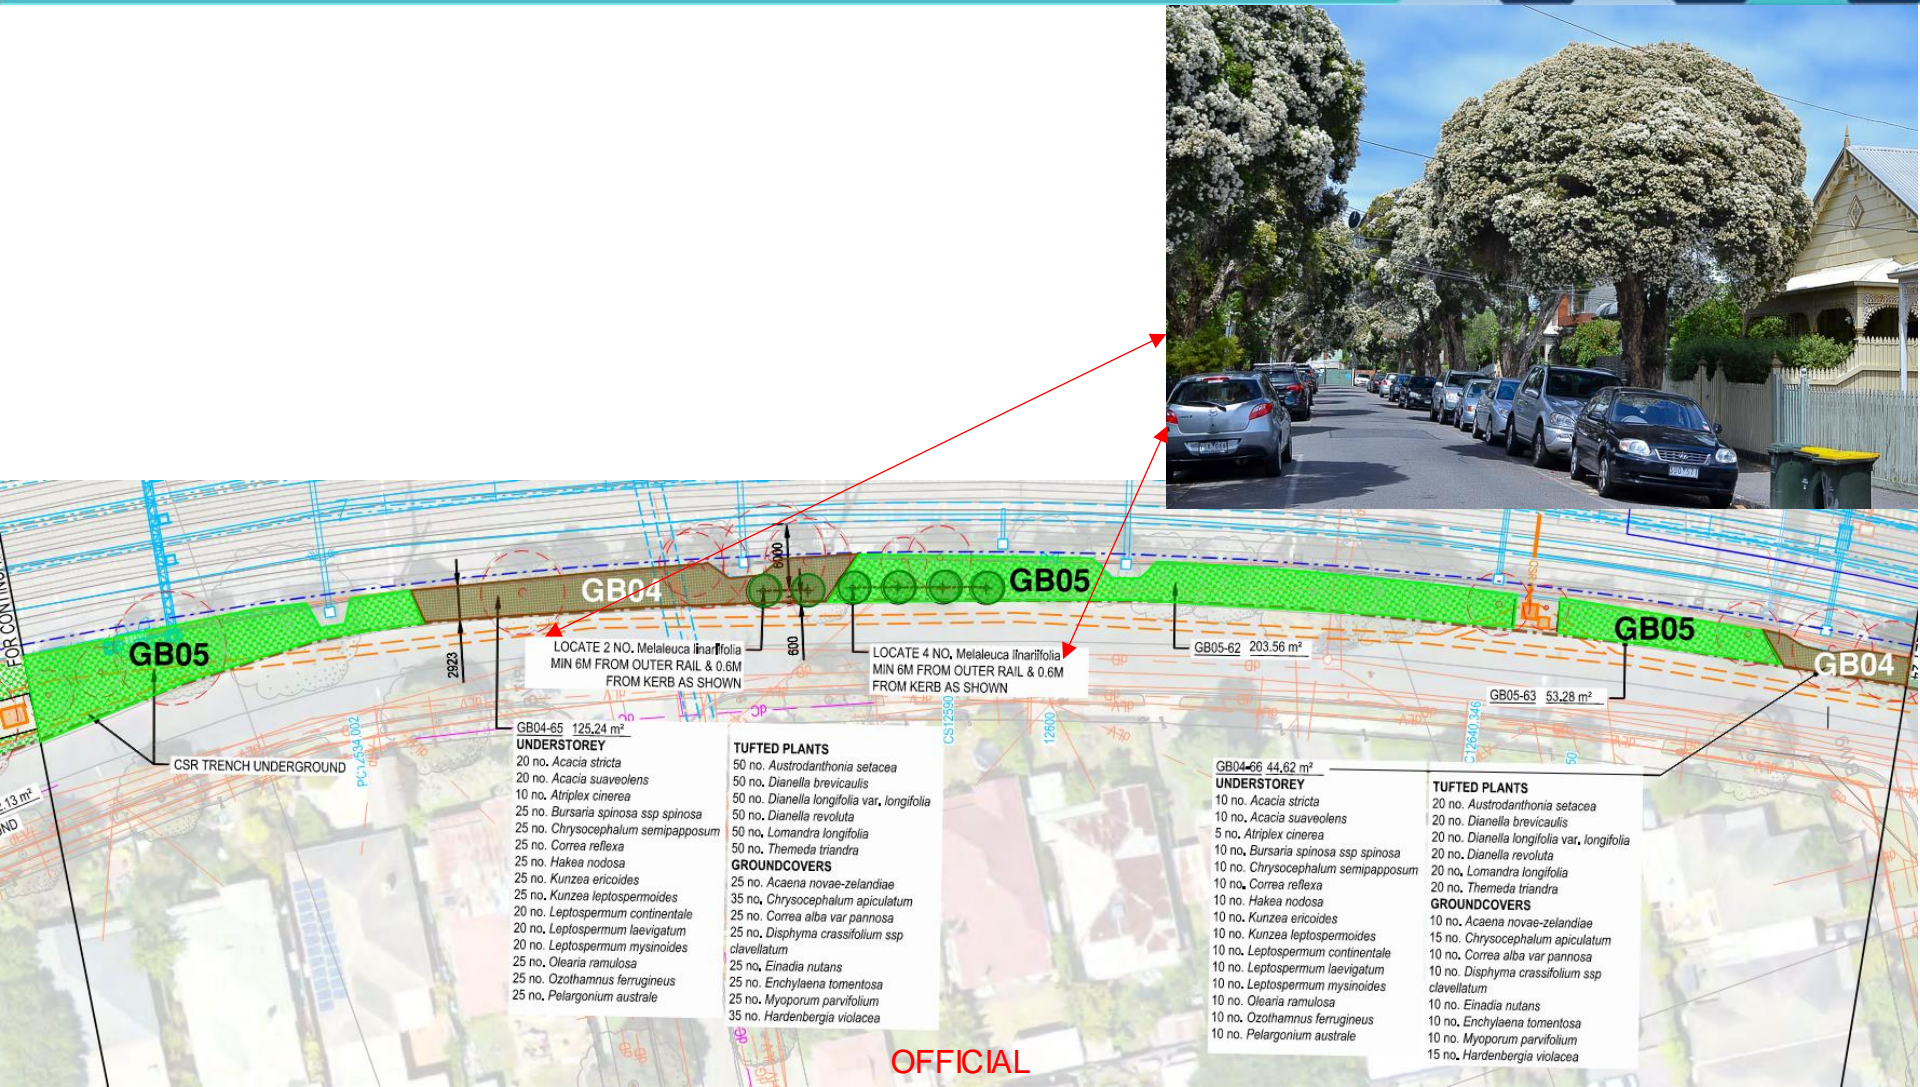 GB05
GB04
GB05
GB05
GB04
6000
600
2923
LOCATE 2 NO. Melaleuca linariifolia
MIN 6M FROM OUTER RAIL & 0.6M
FROM KERB AS SHOWN
LOCATE 4 NO. Melaleuca linariifolia
MIN 6M FROM OUTER RAIL & 0.6M
FROM KERB AS SHOWN
GB05-62 203.56 m²
GB05-63 53.28 m²
CSR TRENCH UNDERGROUND
PC12534.002
CS12590
12600
C12640.346
50
GB04-65 125.24 m²
UNDERSTOREY
20 no. Acacia stricta
20 no. Acacia suaveolens
10 no. Atriplex cinerea
25 no. Bursaria spinosa ssp spinosa
25 no. Chrysocephalum semipapposum
25 no. Correa reflexa
25 no. Hakea nodosa
25 no. Kunzea ericoides
25 no. Kunzea leptospermoides
20 no. Leptospermum continentale
20 no. Leptospermum laevigatum
20 no. Leptospermum mysinoides
25 no. Olearia ramulosa
25 no. Ozothamnus ferrugineus
25 no. Pelargonium australe
TUFTED PLANTS
50 no. Austrodanthonia setacea
50 no. Dianella brevicaulis
50 no. Dianella longifolia var. longifolia
50 no. Dianella revoluta
50 no. Lomandra longifolia
50 no. Themeda triandra
GROUNDCOVERS
25 no. Acaena novae-zelandiae
35 no. Chrysocephalum apiculatum
25 no. Correa alba var pannosa
25 no. Disphyma crassifolium ssp
clavellatum
25 no. Einadia nutans
25 no. Enchylaena tomentosa
25 no. Myoporum parvifolium
35 no. Hardenbergia violacea
GB04-66 44.62 m²
UNDERSTOREY
10 no. Acacia stricta
10 no. Acacia suaveolens
5 no. Atriplex cinerea
10 no. Bursaria spinosa ssp spinosa
10 no. Chrysocephalum semipapposum
10 no. Correa reflexa
10 no. Hakea nodosa
10 no. Kunzea ericoides
10 no. Kunzea leptospermoides
10 no. Leptospermum continentale
10 no. Leptospermum laevigatum
10 no. Leptospermum mysinoides
10 no. Olearia ramulosa
10 no. Ozothamnus ferrugineus
10 no. Pelargonium australe
TUFTED PLANTS
20 no. Austrodanthonia setacea
20 no. Dianella brevicaulis
20 no. Dianella longifolia var. longifolia
20 no. Dianella revoluta
20 no. Lomandra longifolia
20 no. Themeda triandra
GROUNDCOVERS
10 no. Acaena novae-zelandiae
15 no. Chrysocephalum apiculatum
10 no. Correa alba var pannosa
10 no. Disphyma crassifolium ssp
clavellatum
10 no. Einadia nutans
10 no. Enchylaena tomentosa
10 no. Myoporum parvifolium
15 no. Hardenbergia violacea
OFFICIAL